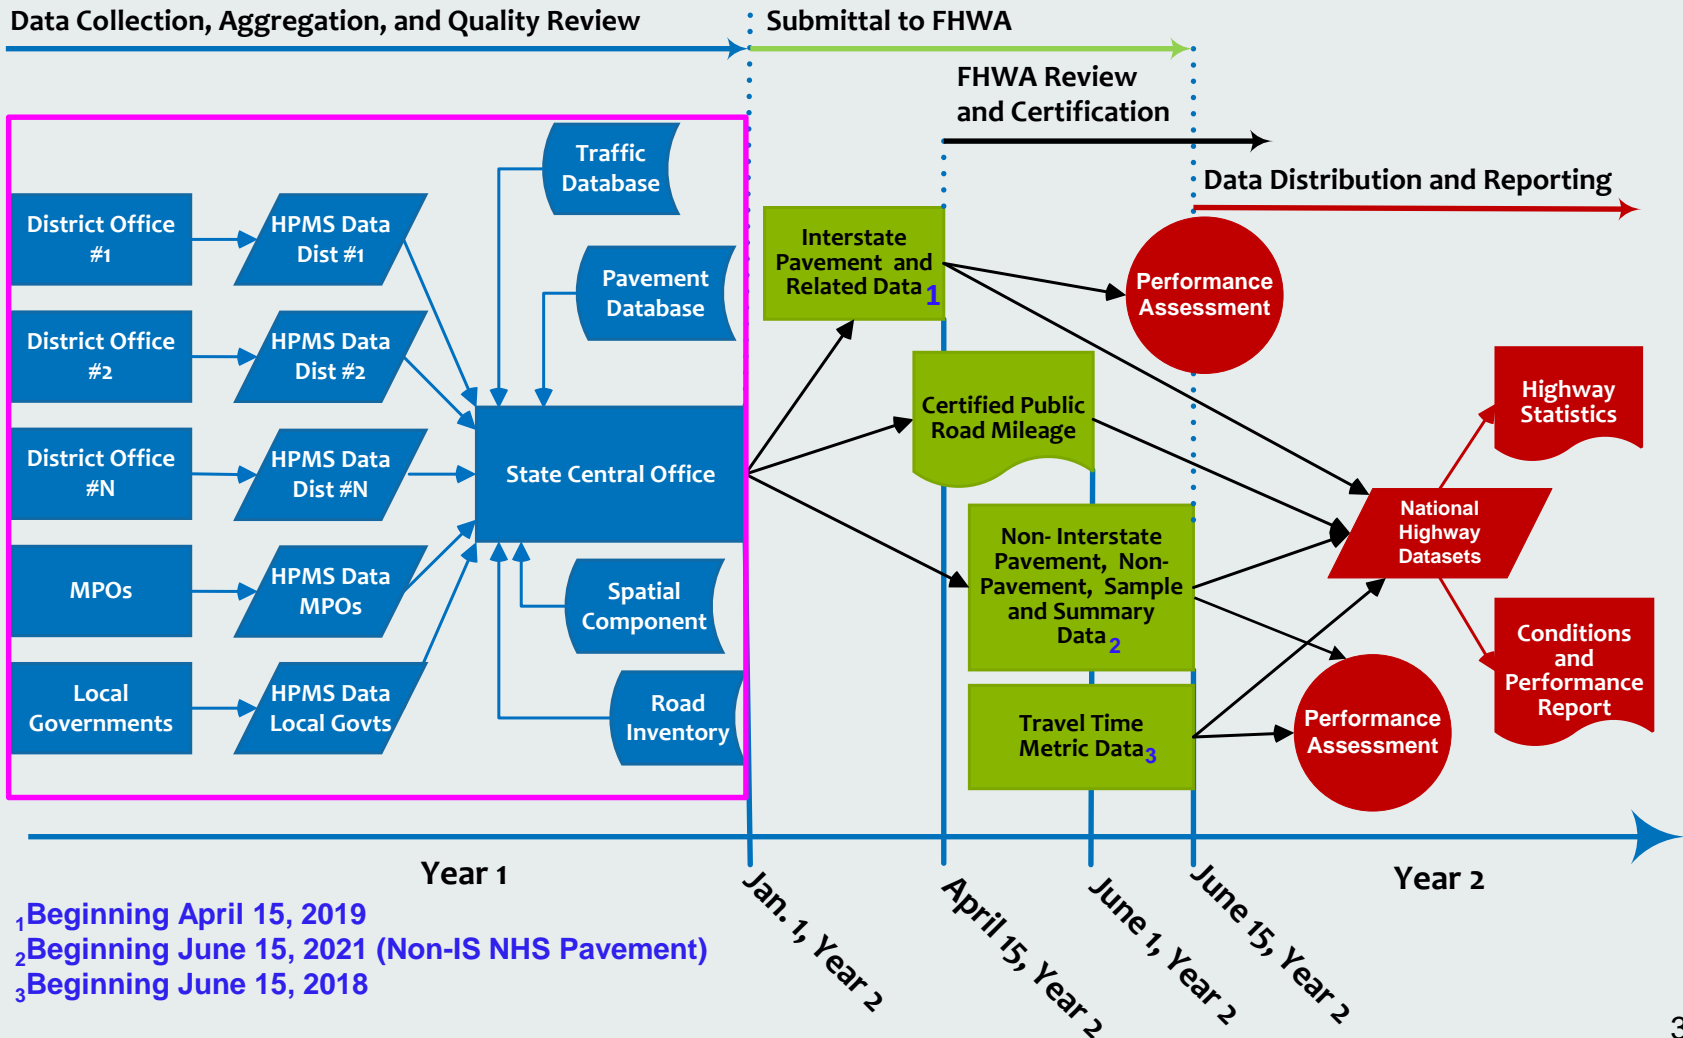 Data Collection, Aggregation, and Quality Review
Submittal to FHWA
FHWA Review
and Certification
Data Distribution and Reporting
District Office
#1
HPMS Data
Dist #1
District Office
#2
HPMS Data
Dist #2
District Office
#N
HPMS Data
Dist #N
MPOs
HPMS Data
MPOs
Local
Governments
HPMS Data
Local Govts
Traffic
Database
Pavement
Database
State Central Office
Spatial
Component
Road
Inventory
Interstate
Pavement and
Related Data 1
Certified Public
Road Mileage
Non- Interstate
Pavement, Non-
Pavement, Sample
and Summary
Data 2
Travel Time
Metric Data 3
Performance
Assessment
Performance
Assessment
National
Highway
Datasets
Highway
Statistics
Conditions
and
Performance
Report
Year 1
Jan. 1, Year 2
April 15, Year 2
June 1, Year 2
June 15, Year 2
Year 2
1Beginning April 15, 2019
2Beginning June 15, 2021 (Non-IS NHS Pavement)
3Beginning June 15, 2018
3